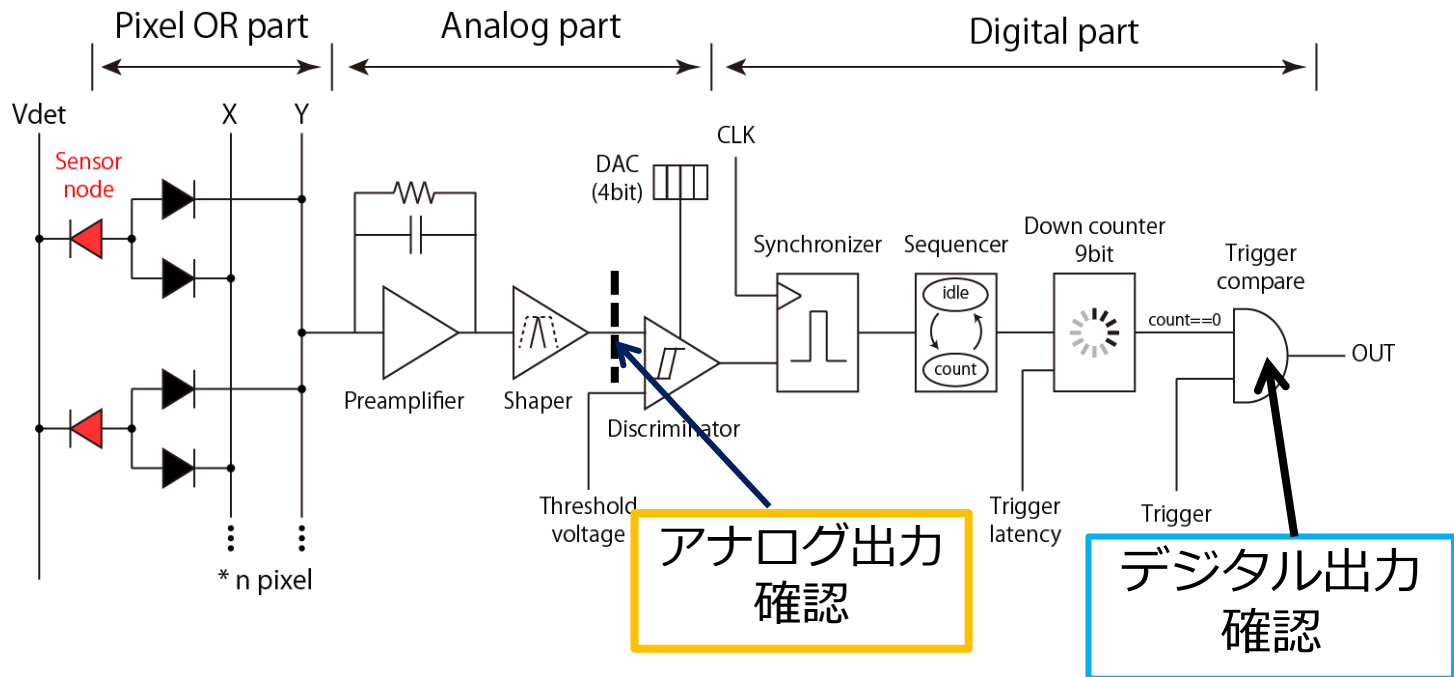 Pixel OR part
Analog part
Digital part
Vdet
X
Y
Sensor
node
DAC
(4bit)
CLK
Synchronizer
Sequencer
Down counter
9bit
Trigger
compare
idle
count
count==0
OUT
Preamplifier
Shaper
Discriminator
Threshold
voltage
Trigger
latency
Trigger
* n pixel
アナログ出力
確認
デジタル出力
確認